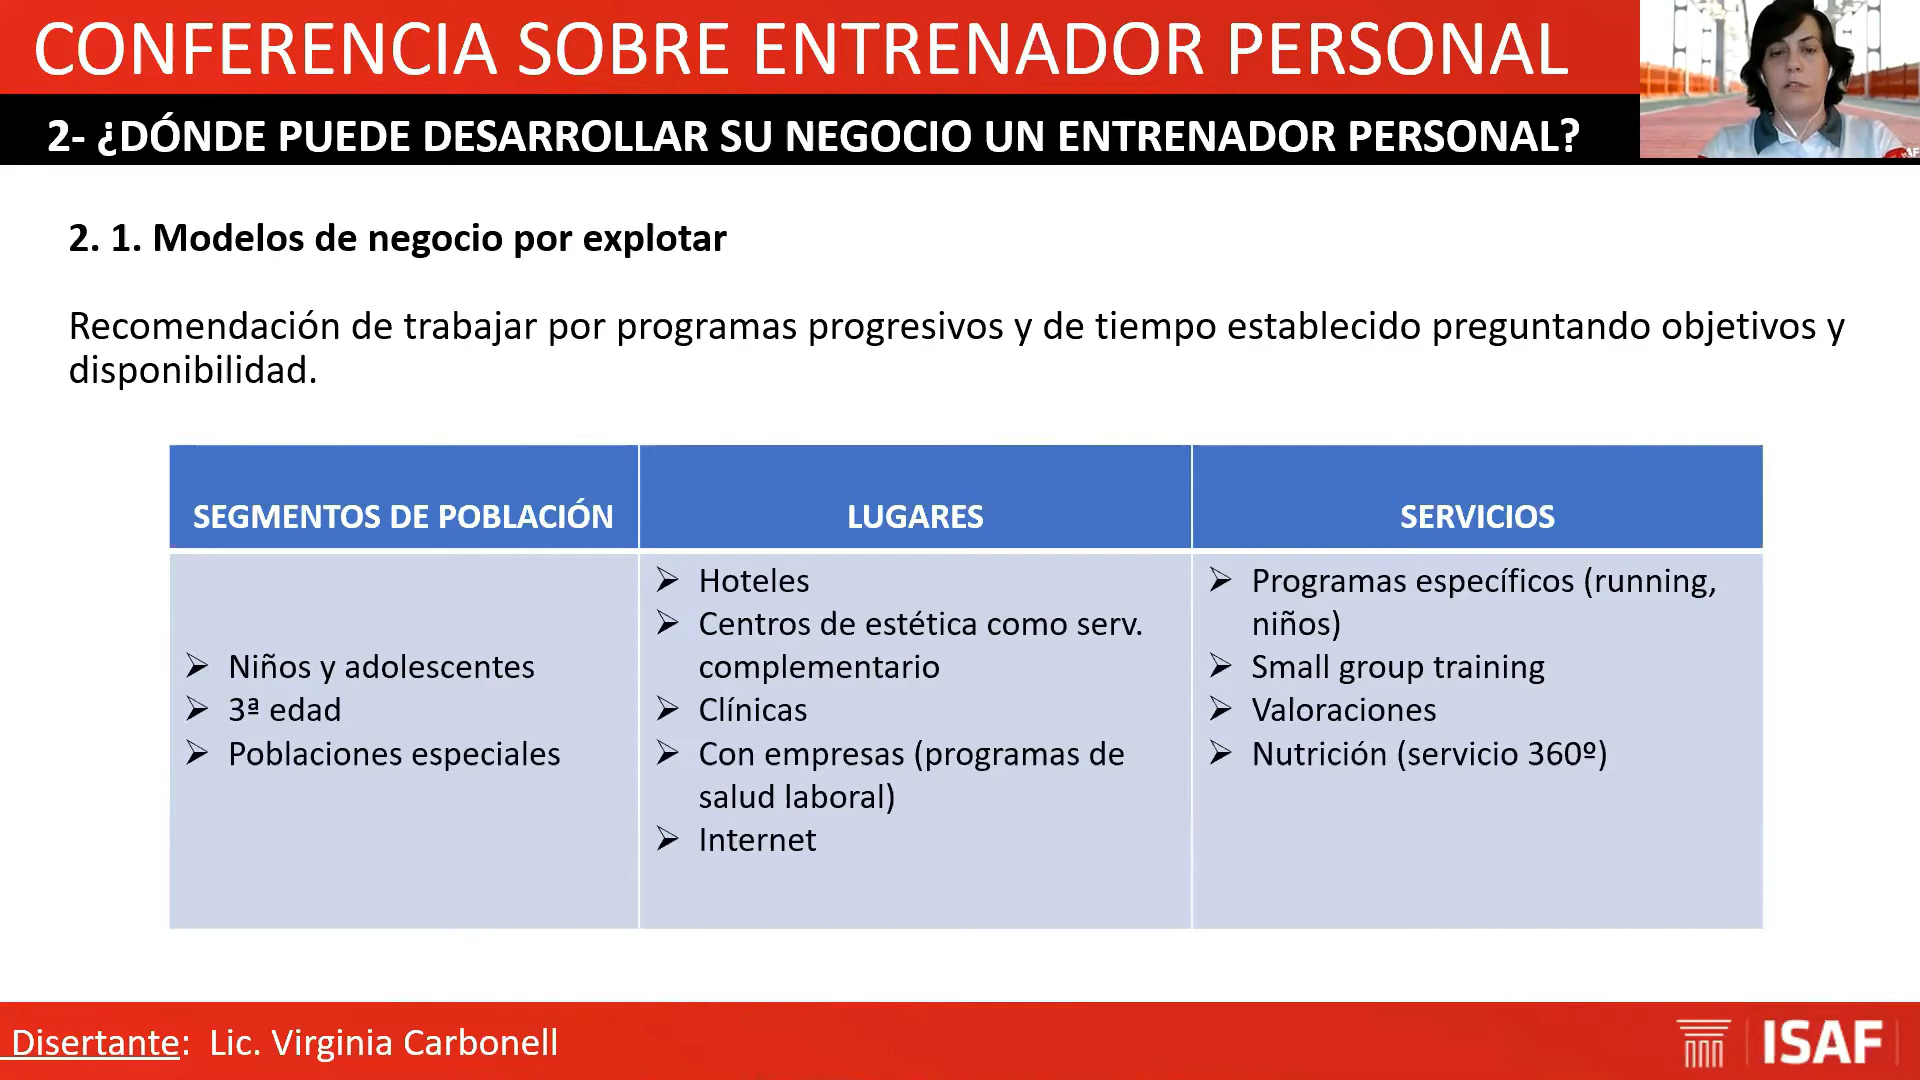 CONFERENCIA SOBRE ENTRENADOR PERSONAL
2- ¿DÓNDE PUEDE DESARROLLAR SU NEGOCIO UN ENTRENADOR PERSONAL?
2. 1. Modelos de negocio por explotar
Recomendación de trabajar por programas progresivos y de tiempo establecido preguntando objetivos y
disponibilidad.
SEGMENTOS DE POBLACIÓN
Niños y adolescentes
3ª edad
Poblaciones especiales
LUGARES
Hoteles
Centros de estética como serv.
complementario
Clínicas
Con empresas (programas de
salud laboral)
Internet
SERVICIOS
Programas específicos (running,
niños)
Small group training
Valoraciones
Nutrición (servicio 360º)
Disertante: Lic. Virginia Carbonell
ISAF